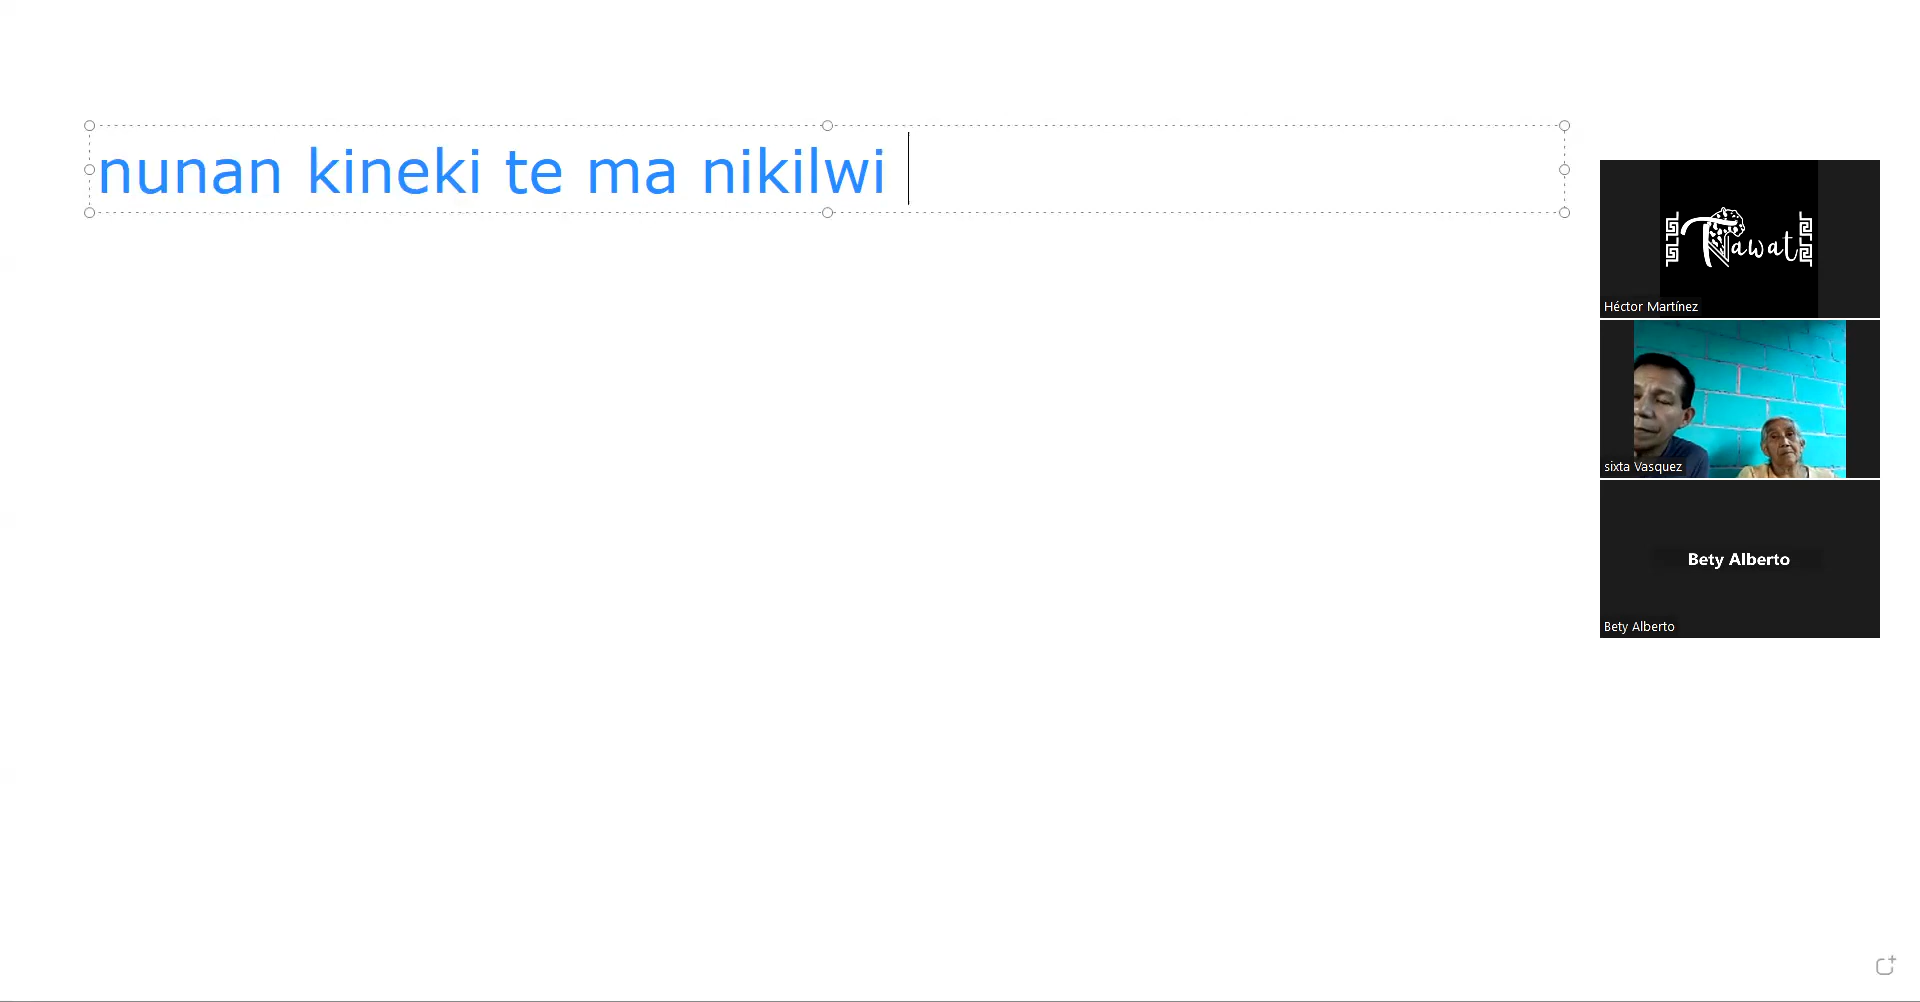 nunan kineki te ma nikilwi
Nawat
Héctor Martínez
sixta Vasquez
Bety Alberto
Bety Alberto